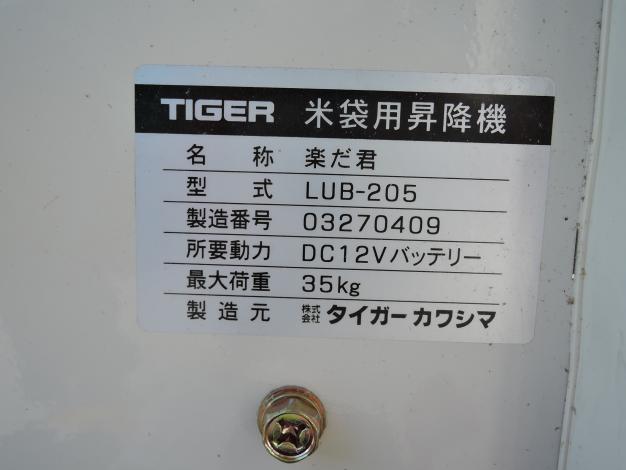 TIGER 米袋用昇降機
名称 楽だ君
型式 LUB-205
製造番号 03270409
所要動力 DC12Vバッテリー
最大荷重 35kg
製造元 株式会社 タイガーカワシマ